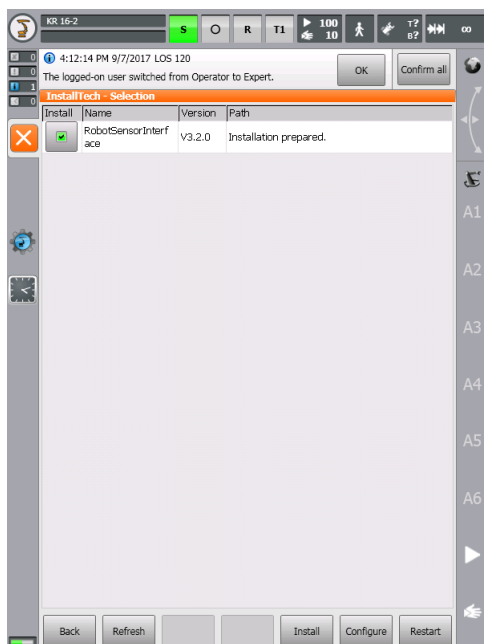 KR 16-2
S O R T1 100 10 T? B? ∞
0
0
1
0
4:12:14 PM 9/7/2017 LOS 120
The logged-on user switched from Operator to Expert.
OK
Confirm all
InstallTech - Selection
Install Name Version Path
RobotSensorInterf
ace
V3.2.0 Installation prepared.
A1
A2
A3
A4
A5
A6
Back Refresh Install Configure Restart